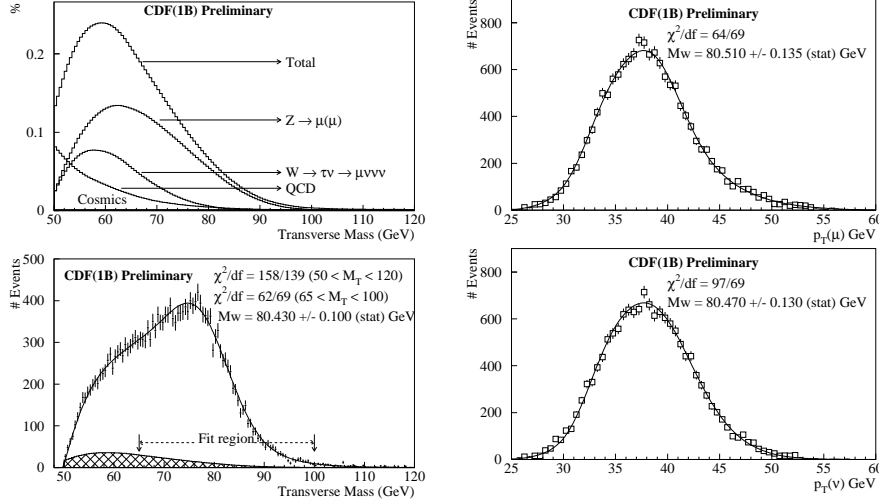 CDF(1B) Preliminary
%
0.2
0.1
0
Total
Z → μ(μ)
W → τν → μννν
QCD
Cosmics
50 60 70 80 90 100 110 120
Transverse Mass (GeV)
CDF(1B) Preliminary
χ²/df = 64/69
Mw = 80.510 +/- 0.135 (stat) GeV
# Events
800
600
400
200
0
25 30 35 40 45 50 55 60
p_T(μ) (GeV)
CDF(1B) Preliminary
χ²/df = 158/139 (50 < M_T < 120)
χ²/df = 62/69 (65 < M_T < 100)
Mw = 80.430 +/- 0.100 (stat) GeV
# Events
500
400
300
200
100
0
Fit region
50 60 70 80 90 100 110 120
Transverse Mass (GeV)
CDF(1B) Preliminary
χ²/df = 97/69
Mw = 80.470 +/- 0.130 (stat) GeV
# Events
800
600
400
200
0
25 30 35 40 45 50 55 60
p_T(ν) (GeV)